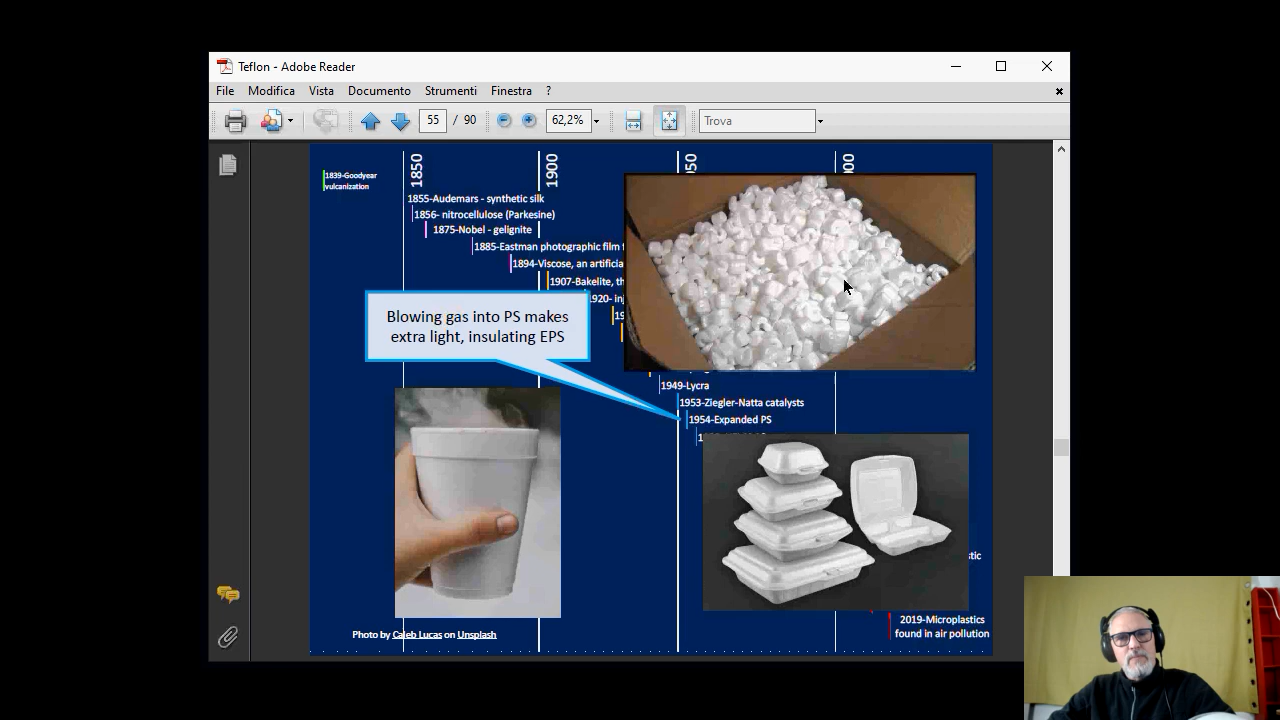 Teflon - Adobe Reader
File Modifica Vista Documento Strumenti Finestra ?
55 / 90 62,2% Trova
1850
1900
1839-Goodyear
vulcanization
1855-Audemars - synthetic silk
1856- nitrocellulose (Parkesine)
1875-Nobel - gelignite
1885-Eastman photographic film
1894-Viscose, an artificia
1907-Bakelite, th
1920- inj
Blowing gas into PS makes
extra light, insulating EPS
1949-Lycra
1953-Ziegler-Natta catalysts
1954-Expanded PS
2019-Microplastics
found in air pollution
Photo by Caleb Lucas on Unsplash